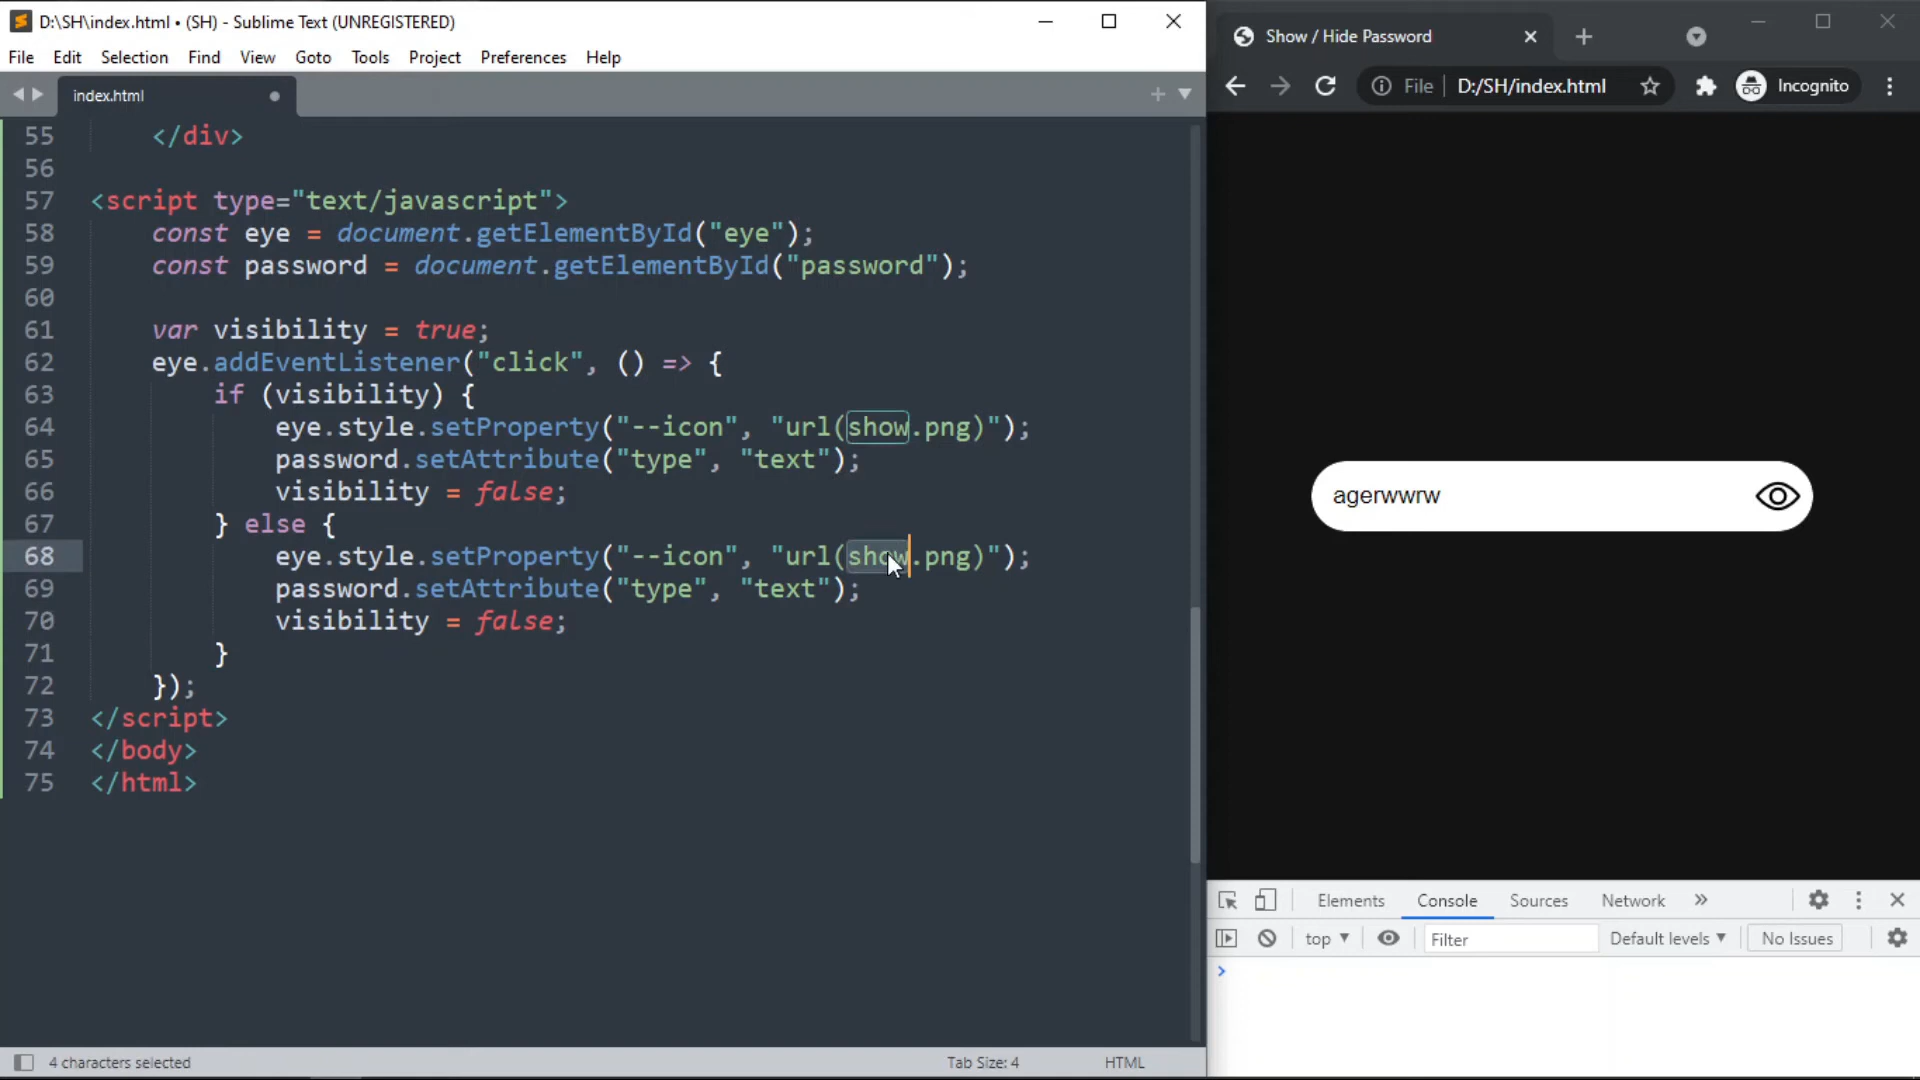 D:\SH\index.html • (SH) - Sublime Text (UNREGISTERED)
File Edit Selection Find View Goto Tools Project Preferences Help
index.html
55 </div>
56
57 <script type="text/javascript">
58 const eye = document.getElementById("eye");
59 const password = document.getElementById("password");
60
61 var visibility = true;
62 eye.addEventListener("click", () => {
63 if (visibility) {
64 eye.style.setProperty("--icon", "url(show.png)");
65 password.setAttribute("type", "text");
66 visibility = false;
67 } else {
68 eye.style.setProperty("--icon", "url(show.png)");
69 password.setAttribute("type", "text");
70 visibility = false;
71 }
72 });
73 </script>
74 </body>
75 </html>
4 characters selected Tab Size: 4 HTML
Show / Hide Password
File D:/SH/index.html Incognito
agerwwrw
Elements Console Sources Network »
top Filter Default levels No Issues